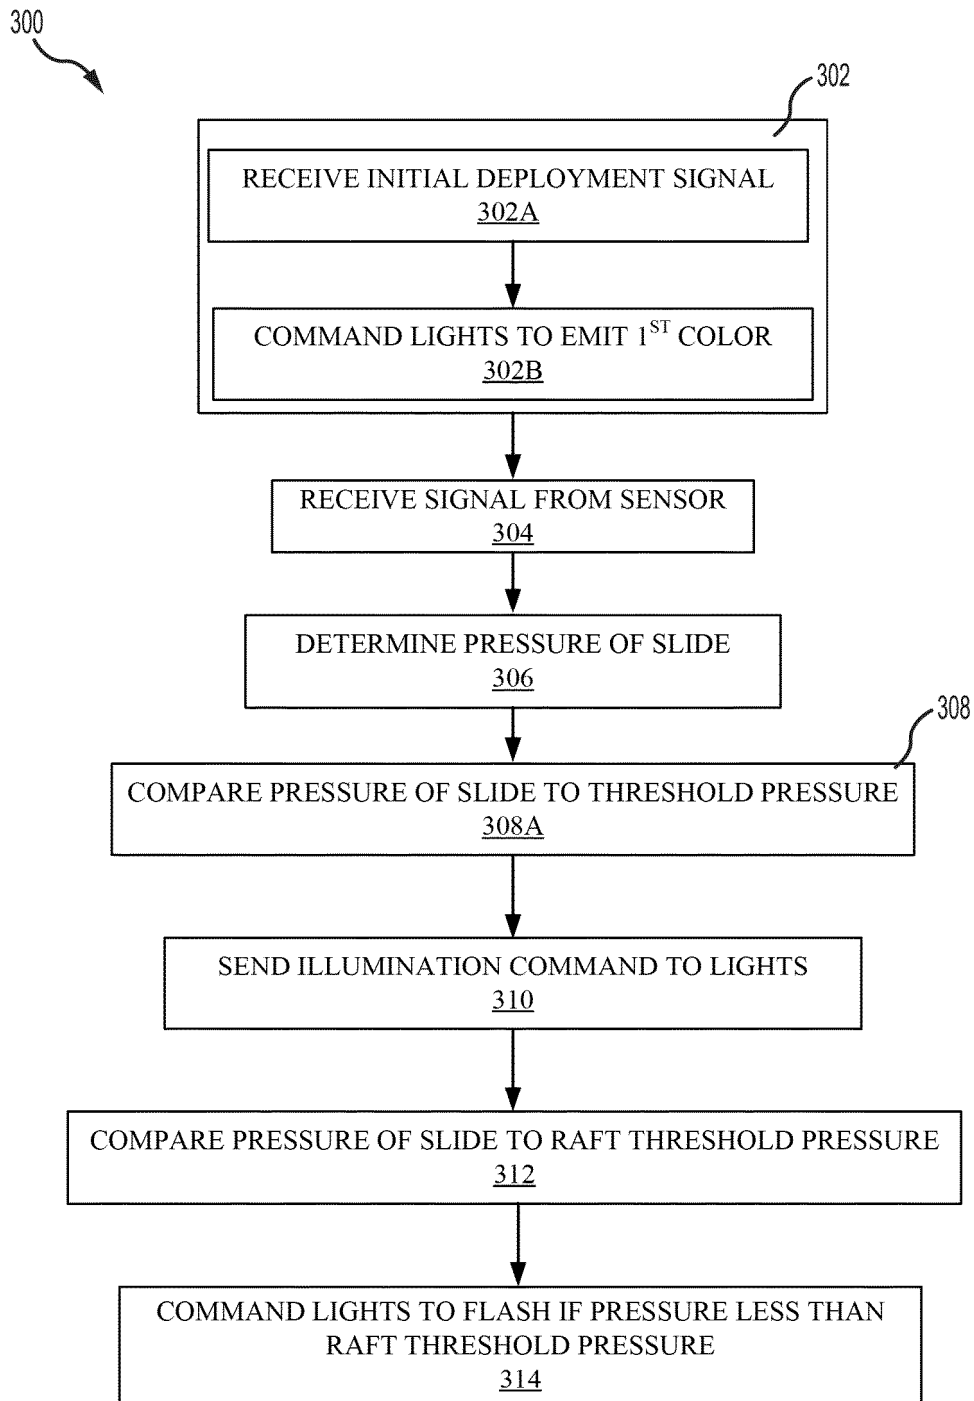 300
302
RECEIVE INITIAL DEPLOYMENT SIGNAL
302A
COMMAND LIGHTS TO EMIT 1ST COLOR
302B
RECEIVE SIGNAL FROM SENSOR
304
DETERMINE PRESSURE OF SLIDE
306
308
COMPARE PRESSURE OF SLIDE TO THRESHOLD PRESSURE
308A
SEND ILLUMINATION COMMAND TO LIGHTS
310
COMPARE PRESSURE OF SLIDE TO RAFT THRESHOLD PRESSURE
312
COMMAND LIGHTS TO FLASH IF PRESSURE LESS THAN
RAFT THRESHOLD PRESSURE
314